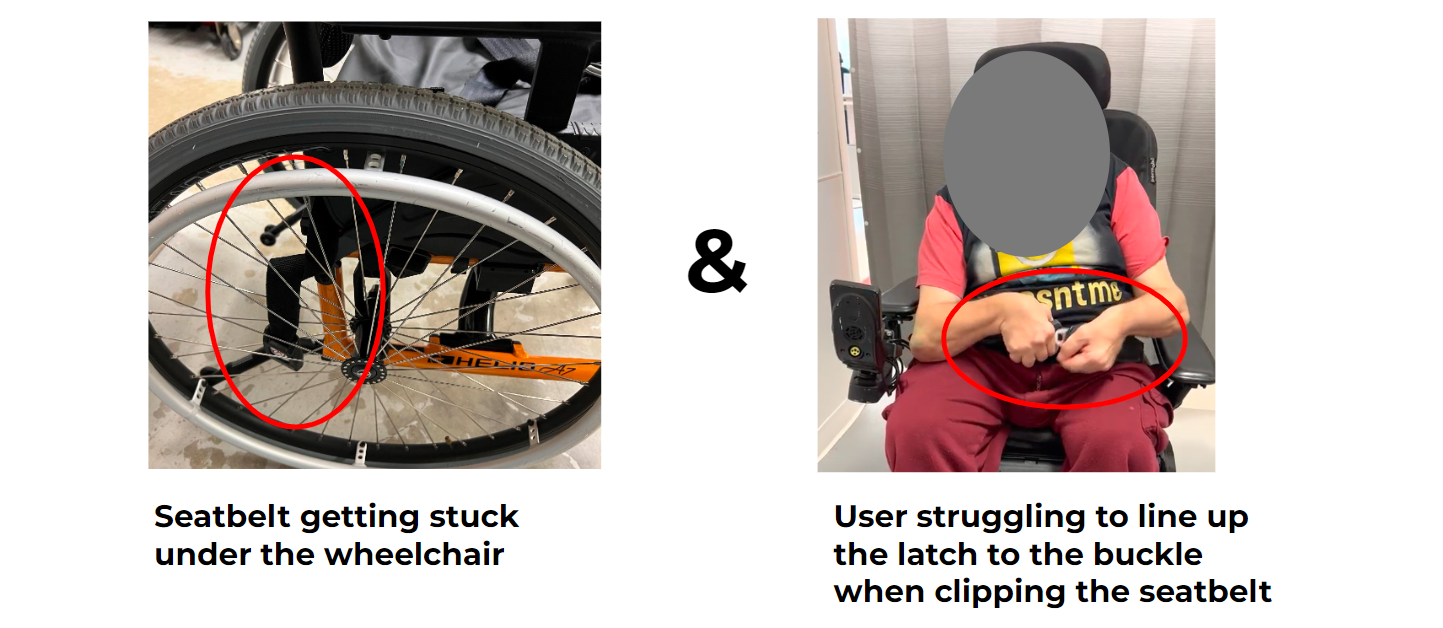 &
HELIO A7
sntme
Seatbelt getting stuck
under the wheelchair
User struggling to line up
the latch to the buckle
when clipping the seatbelt